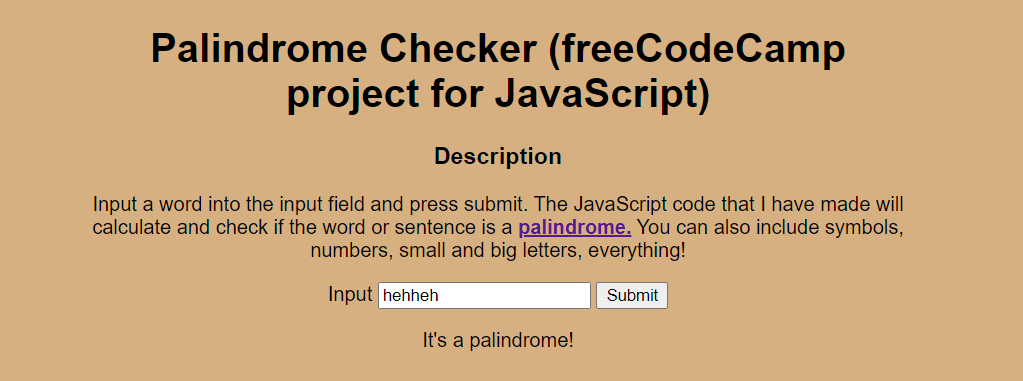 Palindrome Checker (freeCodeCamp
project for JavaScript)
Description
Input a word into the input field and press submit. The JavaScript code that I have made will
calculate and check if the word or sentence is a palindrome. You can also include symbols,
numbers, small and big letters, everything!
Input hehheh Submit
It's a palindrome!